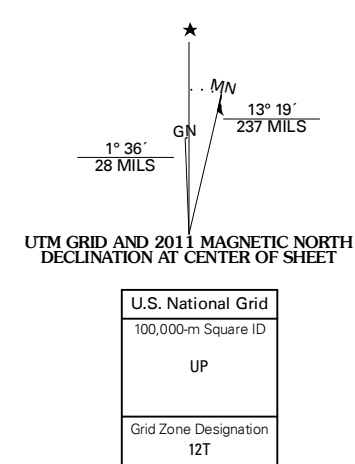 MN
13° 19´
237 MILS
GN
1° 36´
28 MILS
UTM GRID AND 2011 MAGNETIC NORTH
DECLINATION AT CENTER OF SHEET
U.S. National Grid
100,000-m Square ID
UP
Grid Zone Designation
12T